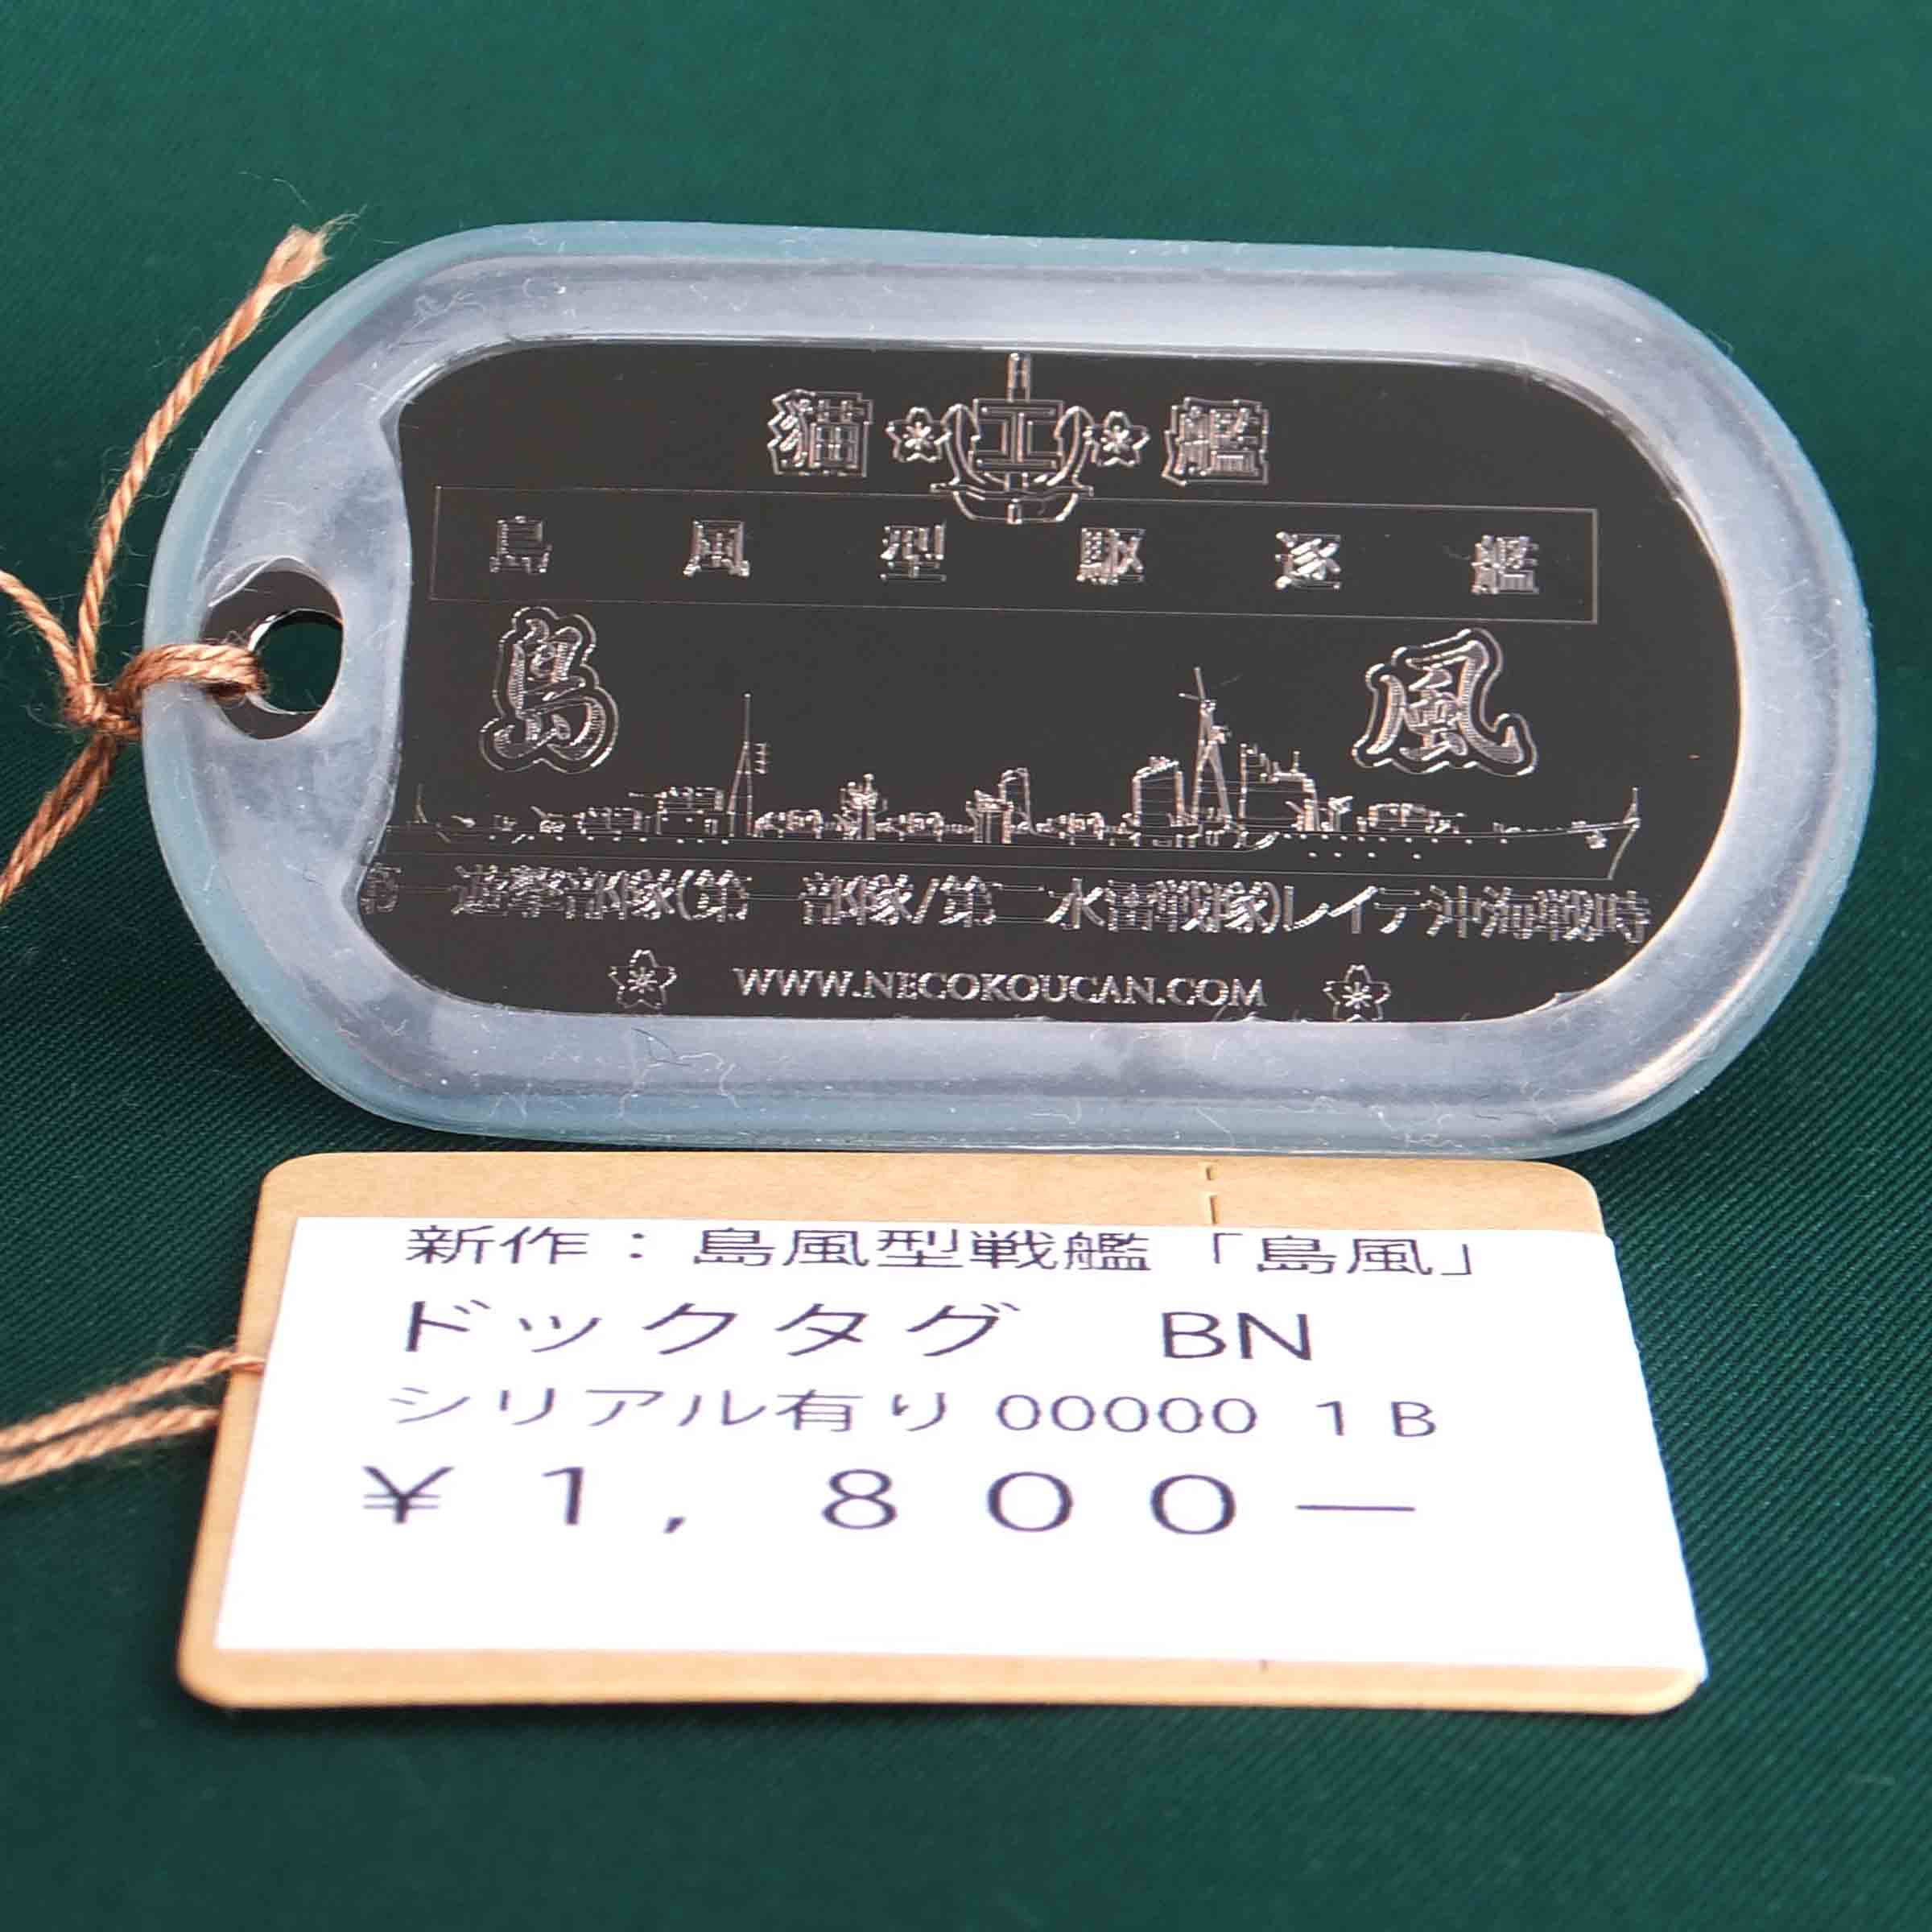 猫 工 艦
島風型駆逐艦
島 風
第一遊撃部隊(第一部隊/第二水雷戦隊)レイテ沖海戦時
WWW.NECOKOUCAN.COM
新作：島風型戦艦「島風」
ドックタグ　BN
シリアル有り 00000 1 B
¥１，８００－